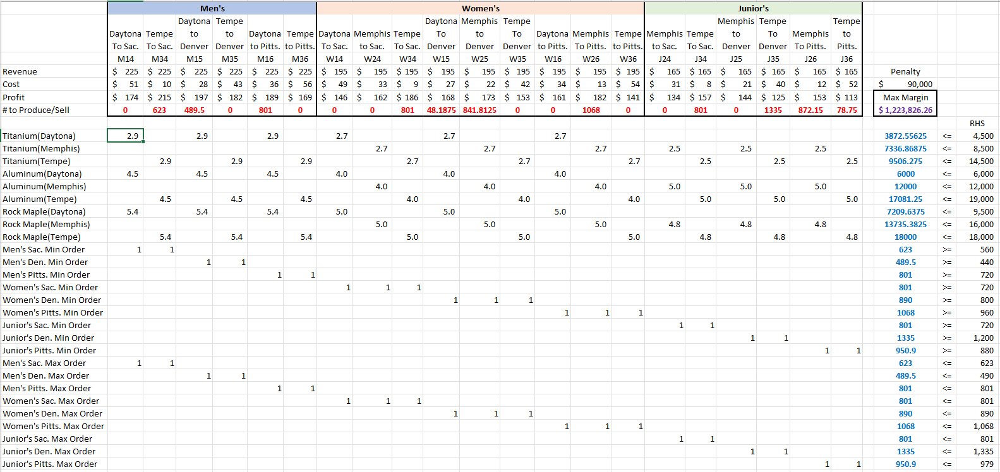 Men's Women's Junior's
Daytona Tempe Daytona Memphis Tempe Memphis Tempe Tempe
to to To to To to To to
Daytona Tempe Denver Denver Daytona Tempe Daytona Memphis Tempe Denver Denver Denver Daytona Memphis Tempe Memphis Tempe Denver Denver Memphis Pitts.
To Sac. To Sac. to Pitts. to Pitts. To Sac. to Sac. To Sac. to Pitts. To Pitts. to Pitts. to Sac. To Sac. To Pitts.
M14 M34 M15 M35 M16 M36 W14 W24 W34 W15 W25 W35 W16 W26 W36 J24 J34 J25 J35 J26 J36
Revenue $ 225 $ 225 $ 225 $ 225 $ 225 $ 225 $ 195 $ 195 $ 195 $ 195 $ 195 $ 195 $ 195 $ 195 $ 195 $ 165 $ 165 $ 165 $ 165 $ 165 $ 165 Penalty
Cost $ 51 $ 10 $ 28 $ 43 $ 36 $ 56 $ 49 $ 33 $ 9 $ 27 $ 22 $ 42 $ 34 $ 13 $ 54 $ 31 $ 8 $ 21 $ 40 $ 12 $ 52 $ 90,000
Profit $ 174 $ 215 $ 197 $ 182 $ 189 $ 169 $ 146 $ 162 $ 186 $ 168 $ 173 $ 153 $ 161 $ 182 $ 141 $ 134 $ 157 $ 144 $ 125 $ 153 $ 113 Max Margin
# to Produce/Sell 0 623 489.5 0 801 0 0 0 801 48.1875 841.8125 0 0 1068 0 0 801 0 1335 872.15 78.75 $ 1,223,826.26
RHS
Titanium(Daytona) 2.9 2.9 2.9 2.7 2.7 2.7 3872.55625 <= 4,500
Titanium(Memphis) 2.7 2.7 2.7 2.5 2.5 2.5 7336.86875 <= 8,500
Titanium(Tempe) 2.9 2.9 2.9 2.7 2.7 2.7 2.5 2.5 2.5 9506.275 <= 14,500
Aluminum(Daytona) 4.5 4.5 4.5 4.0 4.0 4.0 6000 <= 6,000
Aluminum(Memphis) 4.0 4.0 4.0 5.0 5.0 5.0 12000 <= 12,000
Aluminum(Tempe) 4.5 4.5 4.5 4.0 4.0 4.0 5.0 5.0 5.0 17081.25 <= 19,000
Rock Maple(Daytona) 5.4 5.4 5.4 5.0 5.0 5.0 7209.6375 <= 9,500
Rock Maple(Memphis) 5.0 5.0 5.0 4.8 4.8 4.8 13735.3825 <= 16,000
Rock Maple(Tempe) 5.4 5.4 5.4 5.0 5.0 5.0 4.8 4.8 4.8 18000 <= 18,000
Men's Sac. Min Order 1 1 623 >= 560
Men's Den. Min Order 1 1 489.5 >= 440
Men's Pitts. Min Order 1 1 801 >= 720
Women's Sac. Min Order 1 1 1 801 >= 720
Women's Den. Min Order 1 1 1 890 >= 800
Women's Pitts. Min Order 1 1 1 1068 >= 960
Junior's Sac. Min Order 1 1 801 >= 720
Junior's Den. Min Order 1 1 1335 >= 1,200
Junior's Pitts. Min Order 1 1 950.9 >= 880
Men's Sac. Max Order 1 1 623 <= 623
Men's Den. Max Order 1 1 489.5 <= 490
Men's Pitts. Max Order 1 1 801 <= 801
Women's Sac. Max Order 1 1 1 801 <= 801
Women's Den. Max Order 1 1 1 890 <= 890
Women's Pitts. Max Order 1 1 1 1068 <= 1,068
Junior's Sac. Max Order 1 1 801 <= 801
Junior's Den. Max Order 1 1 1335 <= 1,335
Junior's Pitts. Max Order 1 1 950.9 <= 979